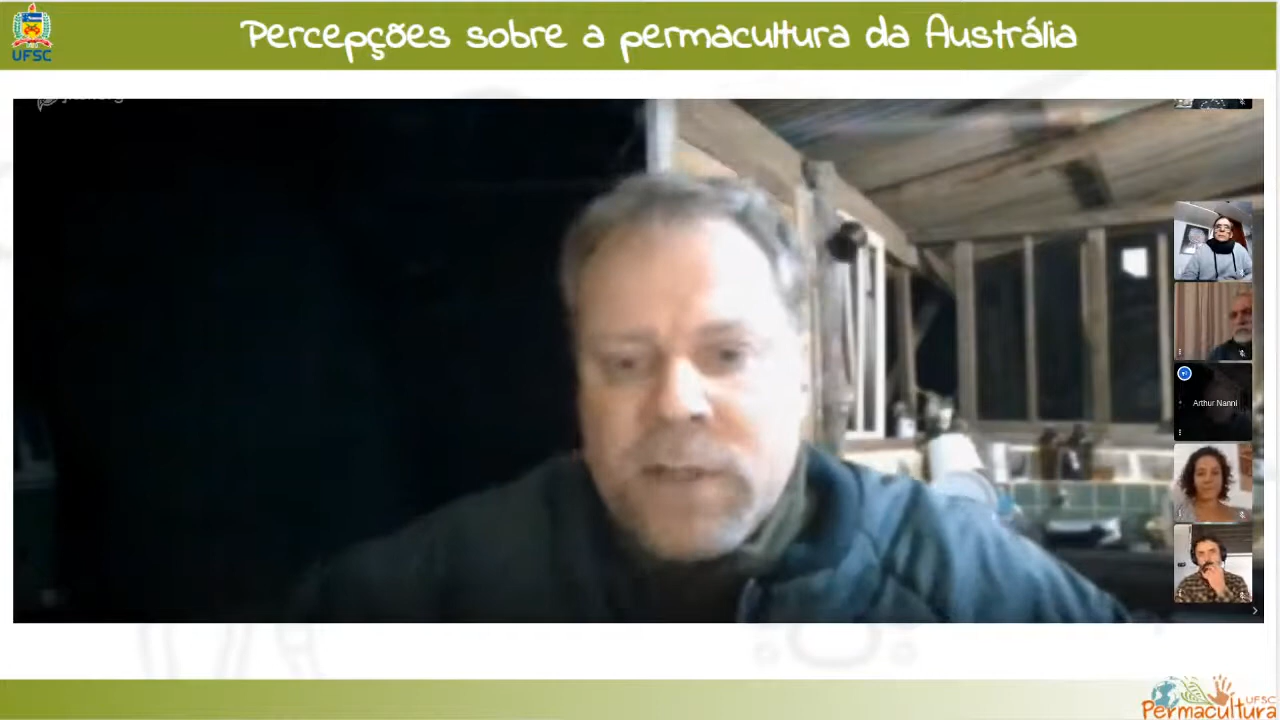 Percepções sobre a permacultura da Austrália
UFSC
Arthur Nanni
UFSC
Permacultura